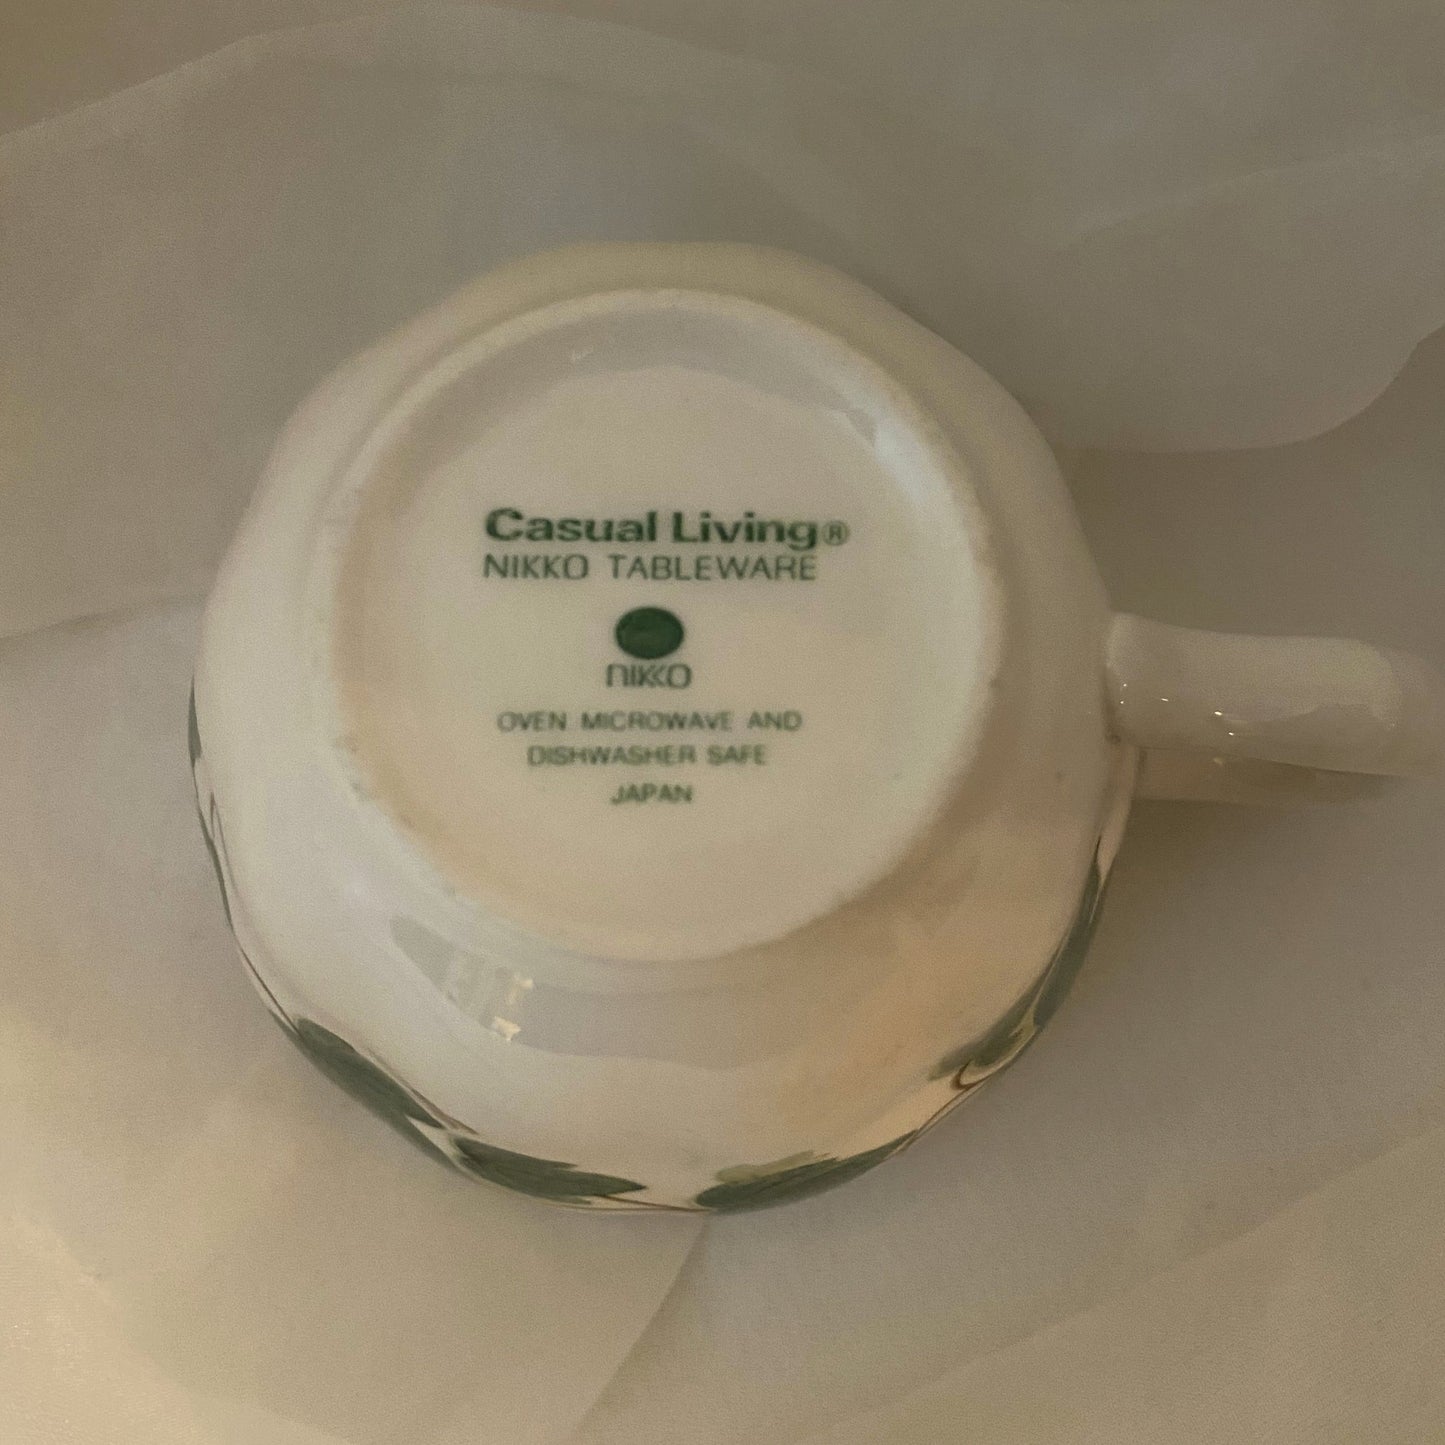 Casual Living®
NIKKO TABLEWARE
NIKKO
OVEN MICROWAVE AND
DISHWASHER SAFE
JAPAN